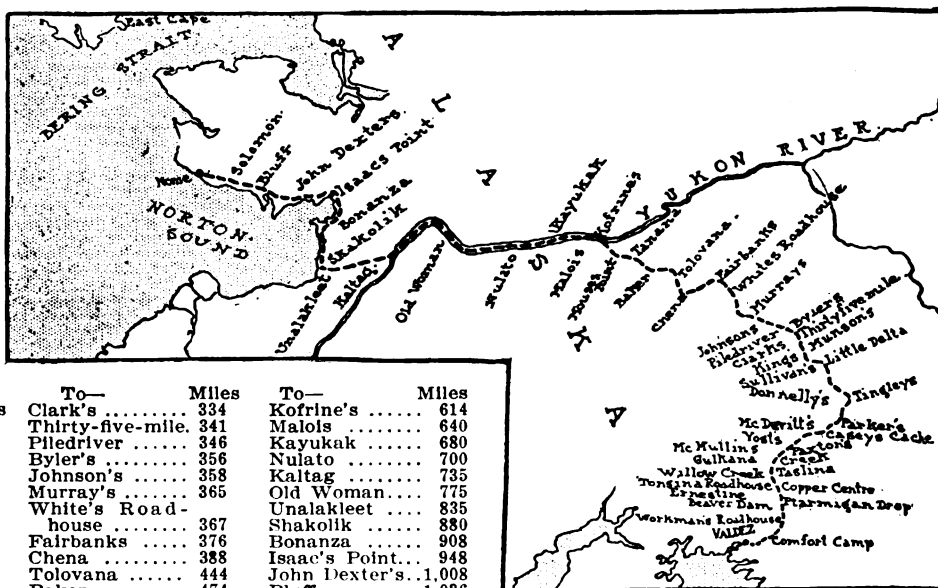 East Cape
BERING STRAIT
ALASKA
YUKON RIVER
NORTON
SOUND
Nome
Solomon
Bluff
John Dexters
Isaacs Point
Bonanza
Skakolik
Unalakleet
Kaltag
Old Woman
Nulato
Kayukak
Malois
Kofrines
Tanana
Baker
Tolovana
Chena
Fairbanks
Whites Roadhouse
Murrays
Johnsons
Piledriver
Clarks
Kings
Sullivan's
Donnelly's
Bylers
Thirtyfivemile
Munsons
Little Delta
Tingleys
McDevitt's
Yosts
McMullins
Gulkana
Willow Creek
Tongina Roadhouse
Ernestine
Beaver Dam
Workman's Roadhouse
VALDEZ
Parker's
Caseys Cache
Paxtons
Creek
Taslina
Copper Centre
Ptarmigan Drop
Comfort Camp
To— Miles
Clark's ......... 334
Thirty-five-mile. 341
Piledriver ...... 346
Byler's ......... 356
Johnson's ....... 358
Murray's ........ 365
White's Road-
house ........ 367
Fairbanks ....... 376
Chena ........... 388
Tolovana ........ 444
To— Miles
Kofrine's ...... 614
Malois ......... 640
Kayukak ........ 680
Nulato ......... 700
Kaltag ......... 735
Old Woman.... 775
Unalakleet ..... 835
Shakolik ....... 880
Bonanza ........ 908
Isaac's Point... 948
John Dexter's..1,008